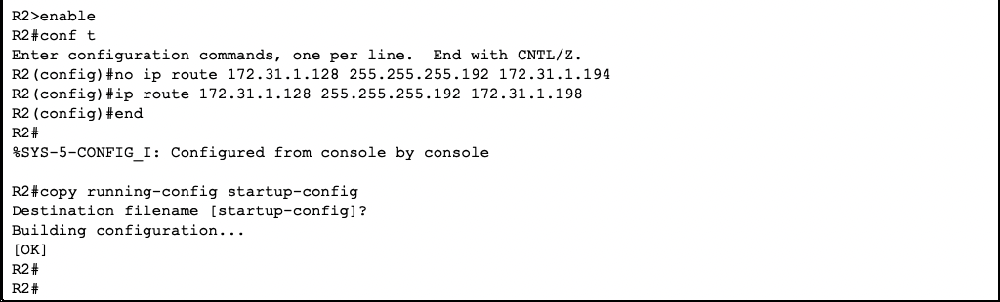 R2>enable
R2#conf t
Enter configuration commands, one per line.  End with CNTL/Z.
R2(config)#no ip route 172.31.1.128 255.255.255.192 172.31.1.194
R2(config)#ip route 172.31.1.128 255.255.255.192 172.31.1.198
R2(config)#end
R2#
%SYS-5-CONFIG_I: Configured from console by console
R2#copy running-config startup-config
Destination filename [startup-config]?
Building configuration...
[OK]
R2#
R2#